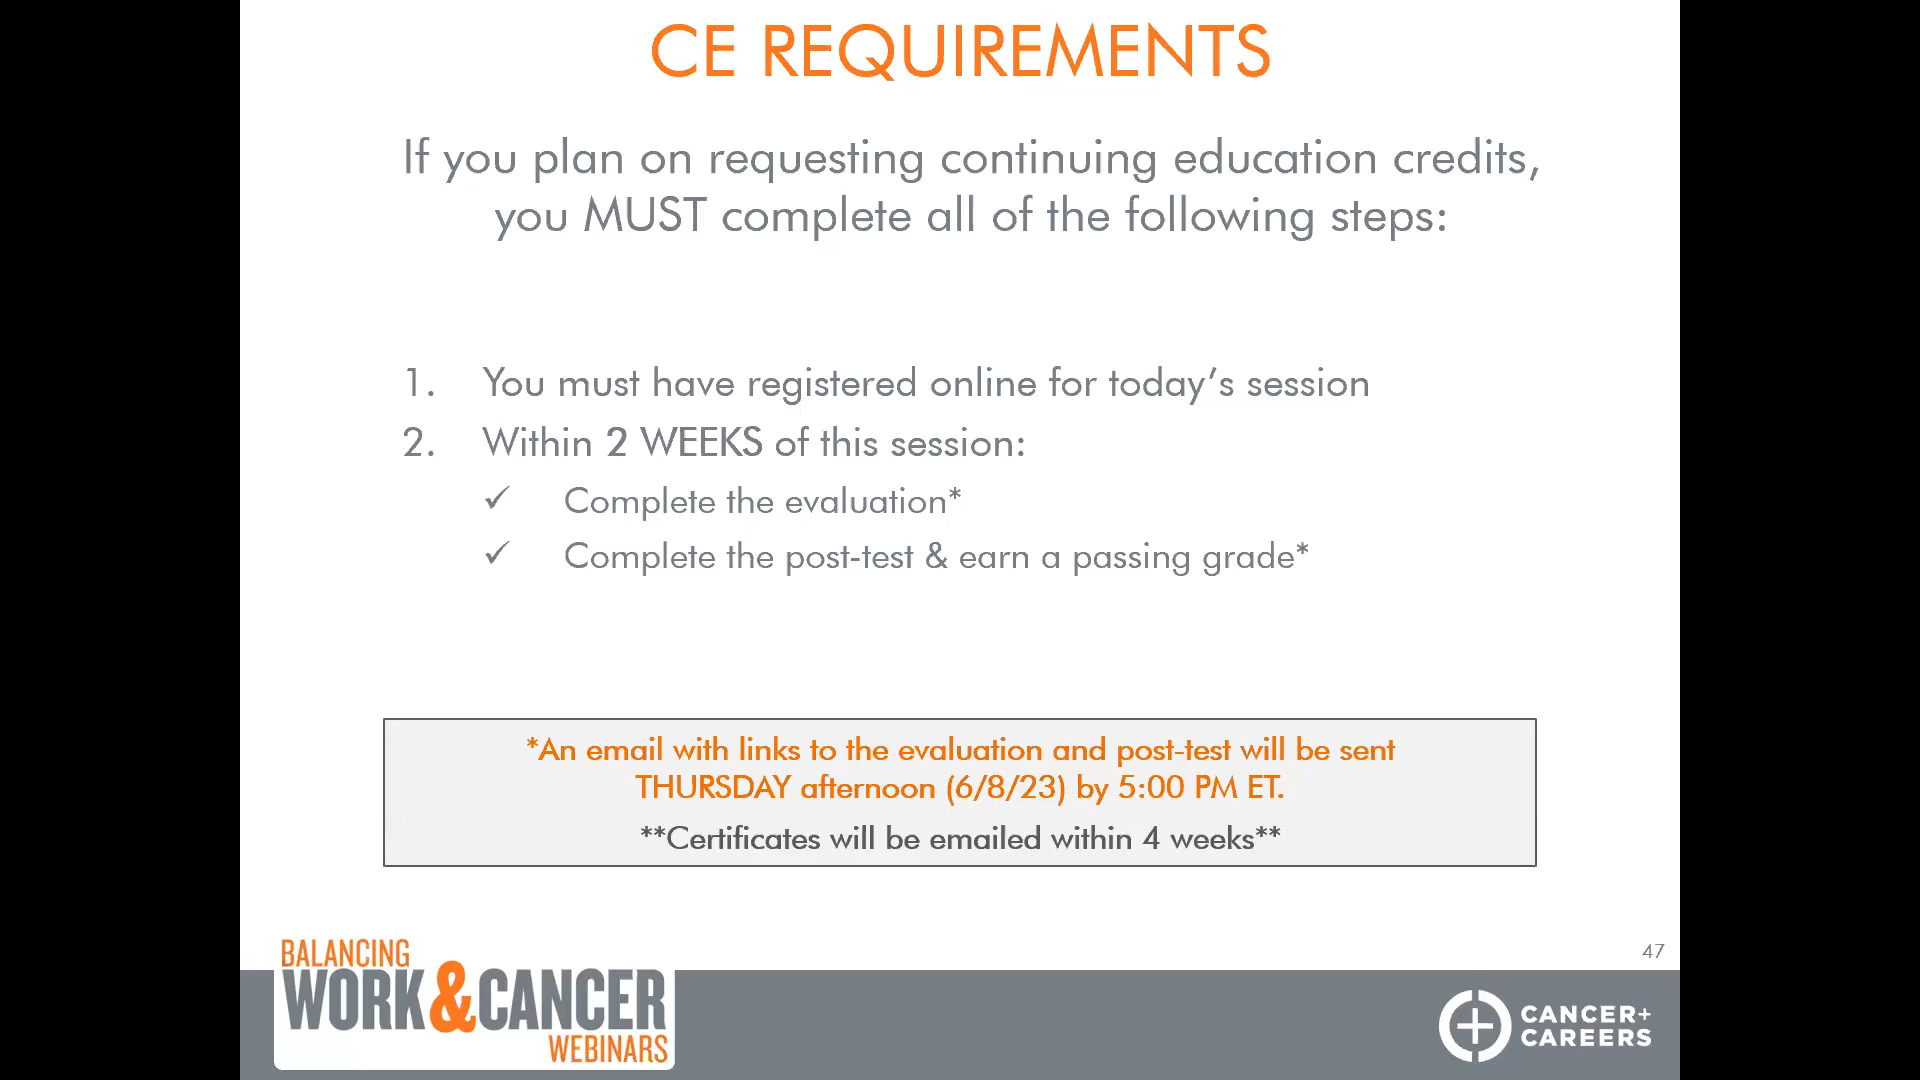 CE REQUIREMENTS
If you plan on requesting continuing education credits,
you MUST complete all of the following steps:
1. You must have registered online for today’s session
2. Within 2 WEEKS of this session:
✓ Complete the evaluation*
✓ Complete the post-test & earn a passing grade*
*An email with links to the evaluation and post-test will be sent
THURSDAY afternoon (6/8/23) by 5:00 PM ET.
**Certificates will be emailed within 4 weeks**
47
BALANCING
WORK&CANCER
WEBINARS
CANCER+
CAREERS